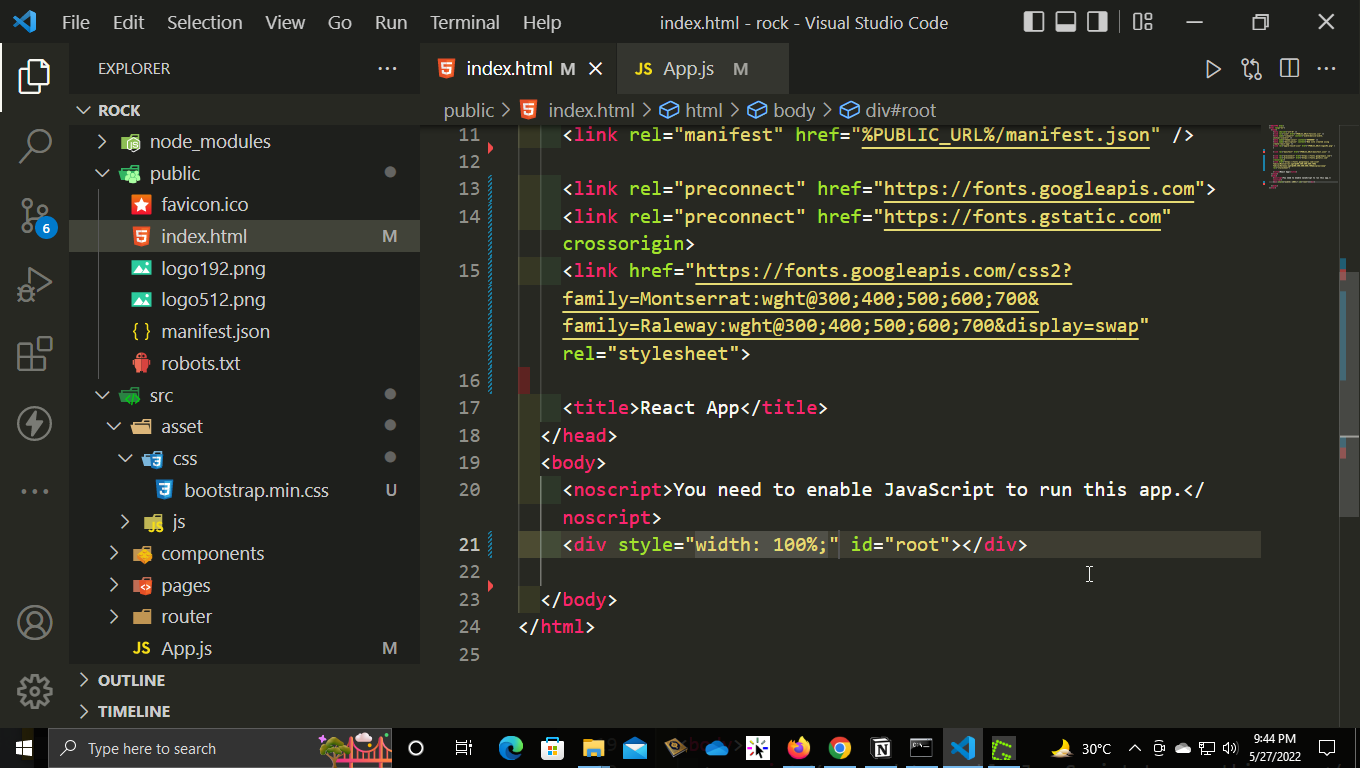 File Edit Selection View Go Run Terminal Help
index.html - rock - Visual Studio Code
EXPLORER
index.html M
JS App.js M
public > index.html > html > body > div#root
ROCK
node_modules
public
favicon.ico
index.html M
logo192.png
logo512.png
{ } manifest.json
robots.txt
src
asset
css
bootstrap.min.css U
js
components
pages
router
JS App.js M
OUTLINE
TIMELINE
6
11 <link rel="manifest" href="%PUBLIC_URL%/manifest.json" />
12
13 <link rel="preconnect" href="https://fonts.googleapis.com">
14 <link rel="preconnect" href="https://fonts.gstatic.com"
crossorigin>
15 <link href="https://fonts.googleapis.com/css2?
family=Montserrat:wght@300;400;500;600;700&
family=Raleway:wght@300;400;500;600;700&display=swap"
rel="stylesheet">
16
17 <title>React App</title>
18 </head>
19 <body>
20 <noscript>You need to enable JavaScript to run this app.</
noscript>
21 <div style="width: 100%;" id="root"></div>
22
23 </body>
24 </html>
25
Type here to search
30°C
9:44 PM
5/27/2022